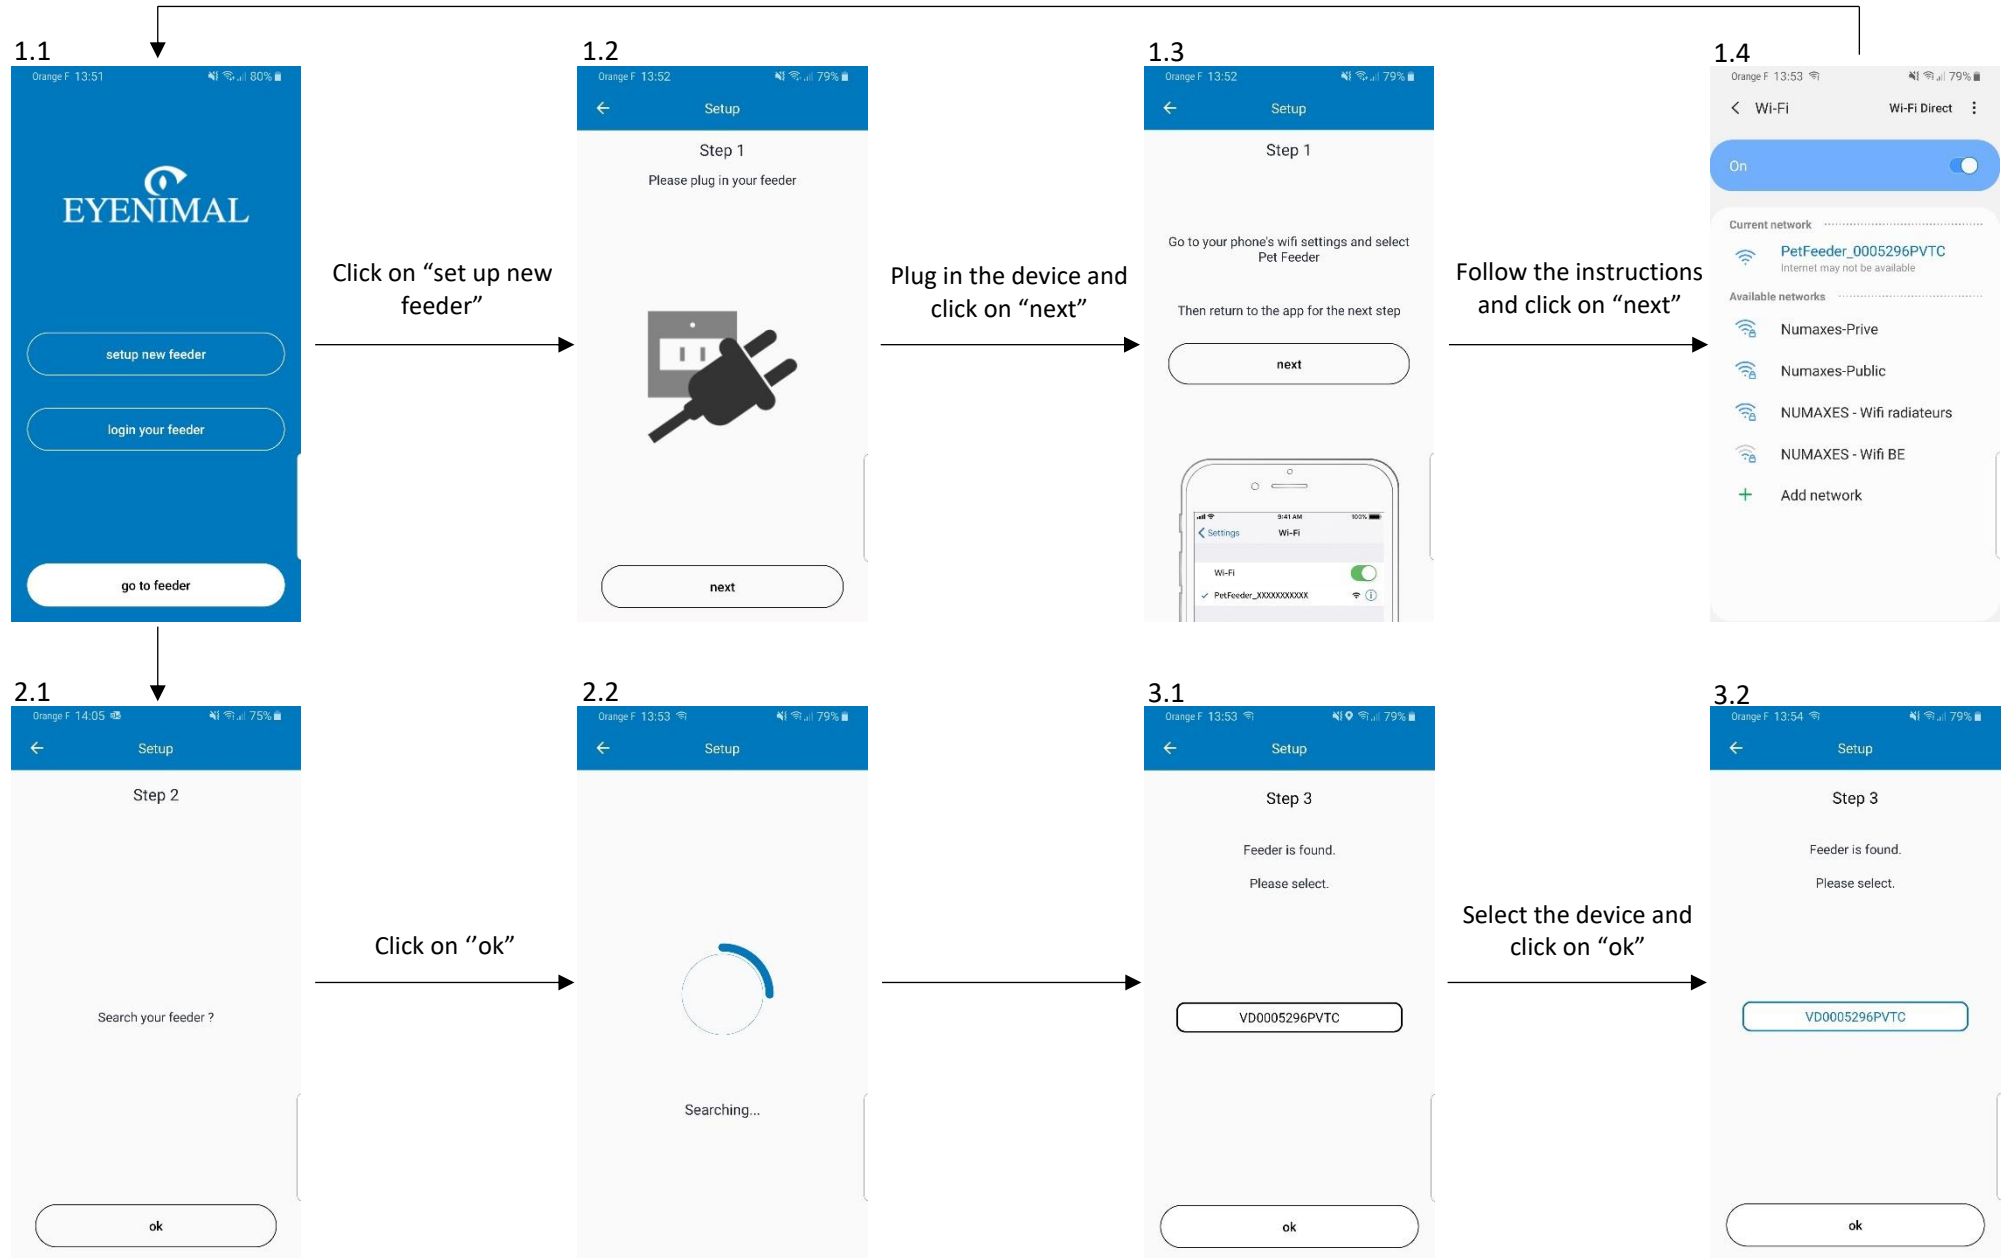 1.1
Orange F 13:51 80%
EYENIMAL
setup new feeder
login your feeder
go to feeder
Click on “set up new
feeder”
1.2
Orange F 13:52 79%
Setup
Step 1
Please plug in your feeder
next
Plug in the device and
click on “next”
1.3
Orange F 13:52 79%
Setup
Step 1
Go to your phone's wifi settings and select
Pet Feeder
Then return to the app for the next step
next
9:41 AM 100%
Settings Wi-Fi
Wi-Fi
PetFeeder_XXXXXXXXXXX
Follow the instructions
and click on “next”
1.4
Orange F 13:53 79%
Wi-Fi Wi-Fi Direct
On
Current network
PetFeeder_0005296PVTC
Internet may not be available
Available networks
Numaxes-Prive
Numaxes-Public
NUMAXES - Wifi radiateurs
NUMAXES - Wifi BE
+ Add network
2.1
Orange F 14:05 75%
Setup
Step 2
Search your feeder ?
ok
Click on ‘’ok”
2.2
Orange F 13:53 79%
Setup
Searching...
3.1
Orange F 13:53 79%
Setup
Step 3
Feeder is found.
Please select.
VD0005296PVTC
ok
Select the device and
click on “ok”
3.2
Orange F 13:54 79%
Setup
Step 3
Feeder is found.
Please select.
VD0005296PVTC
ok